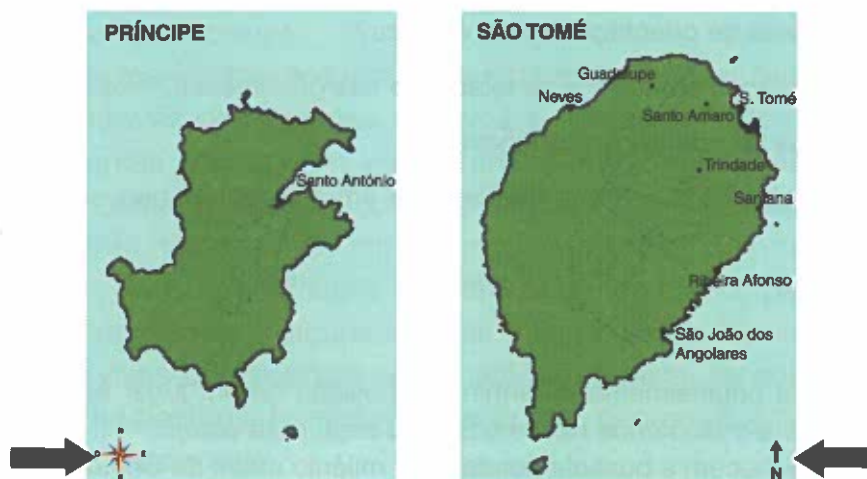 PRÍNCIPE
Santo António
N
O E
S
SÃO TOMÉ
Guadalupe
Neves
S. Tomé
Santo Amaro
Trindade
Santana
Ribeira Afonso
São João dos
Angolares
N